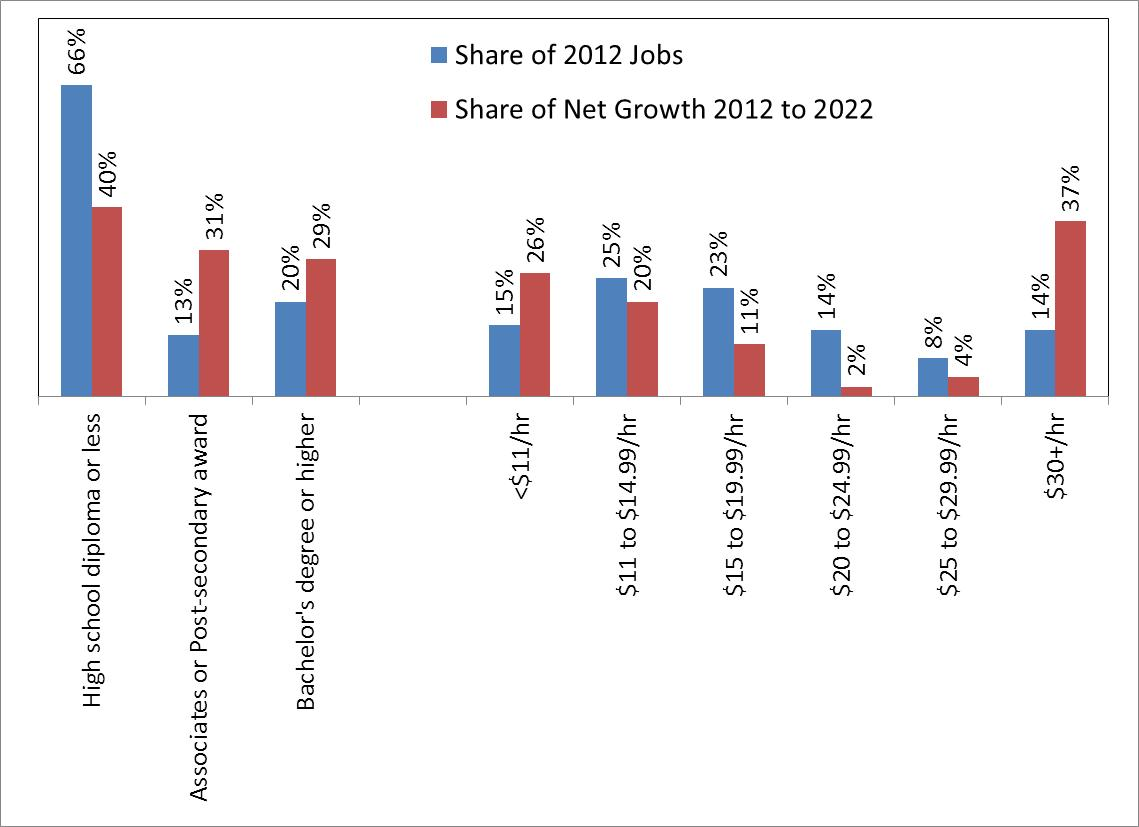 Share of 2012 Jobs
Share of Net Growth 2012 to 2022
66%
40%
13%
31%
20%
29%
15%
26%
25%
20%
23%
11%
14%
2%
8%
4%
14%
37%
High school diploma or less
Associates or Post-secondary award
Bachelor's degree or higher
<$11/hr
$11 to $14.99/hr
$15 to $19.99/hr
$20 to $24.99/hr
$25 to $29.99/hr
$30+/hr